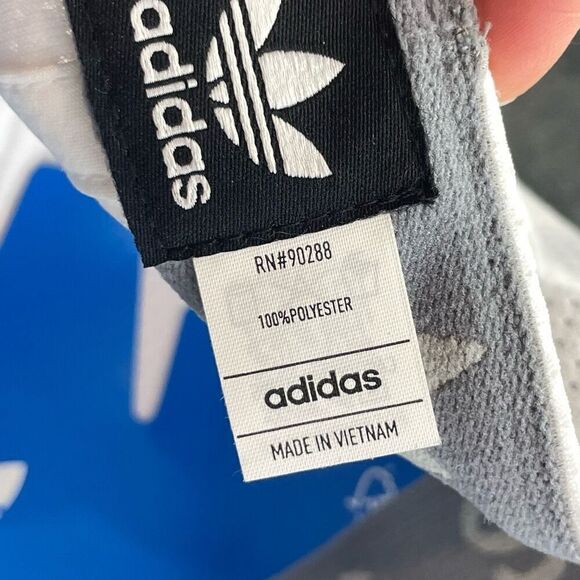 adidas
RN#90288
100%POLYESTER
adidas
MADE IN VIETNAM